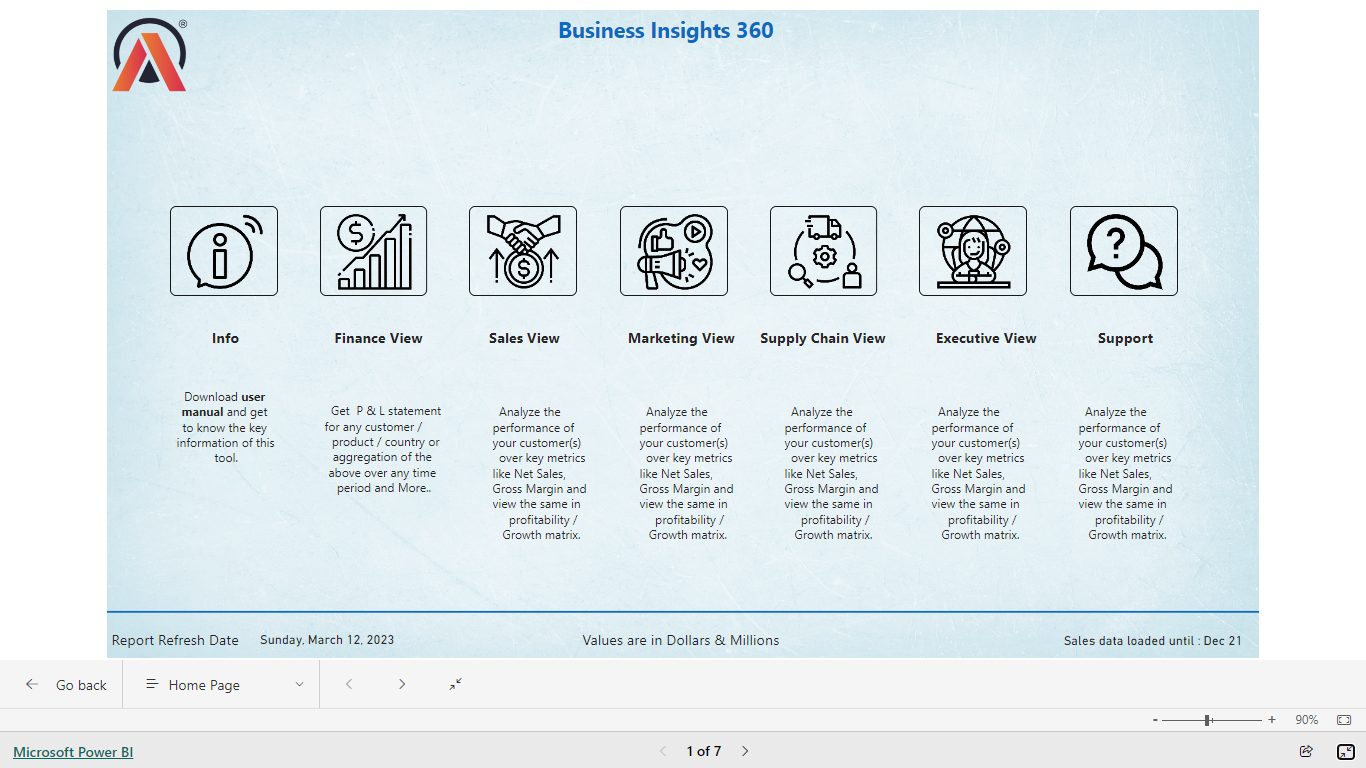 ®
Business Insights 360
Info
Finance View
Sales View
Marketing View
Supply Chain View
Executive View
Support
Download user
manual and get
to know the key
information of this
tool.
Get P & L statement
for any customer /
product / country or
aggregation of the
above over any time
period and More..
Analyze the
performance of
your customer(s)
over key metrics
like Net Sales,
Gross Margin and
view the same in
profitability /
Growth matrix.
Analyze the
performance of
your customer(s)
over key metrics
like Net Sales,
Gross Margin and
view the same in
profitability /
Growth matrix.
Analyze the
performance of
your customer(s)
over key metrics
like Net Sales,
Gross Margin and
view the same in
profitability /
Growth matrix.
Analyze the
performance of
your customer(s)
over key metrics
like Net Sales,
Gross Margin and
view the same in
profitability /
Growth matrix.
Analyze the
performance of
your customer(s)
over key metrics
like Net Sales,
Gross Margin and
view the same in
profitability /
Growth matrix.
Report Refresh Date Sunday, March 12, 2023 Values are in Dollars & Millions Sales data loaded until : Dec 21
Go back Home Page
- + 90%
Microsoft Power BI 1 of 7